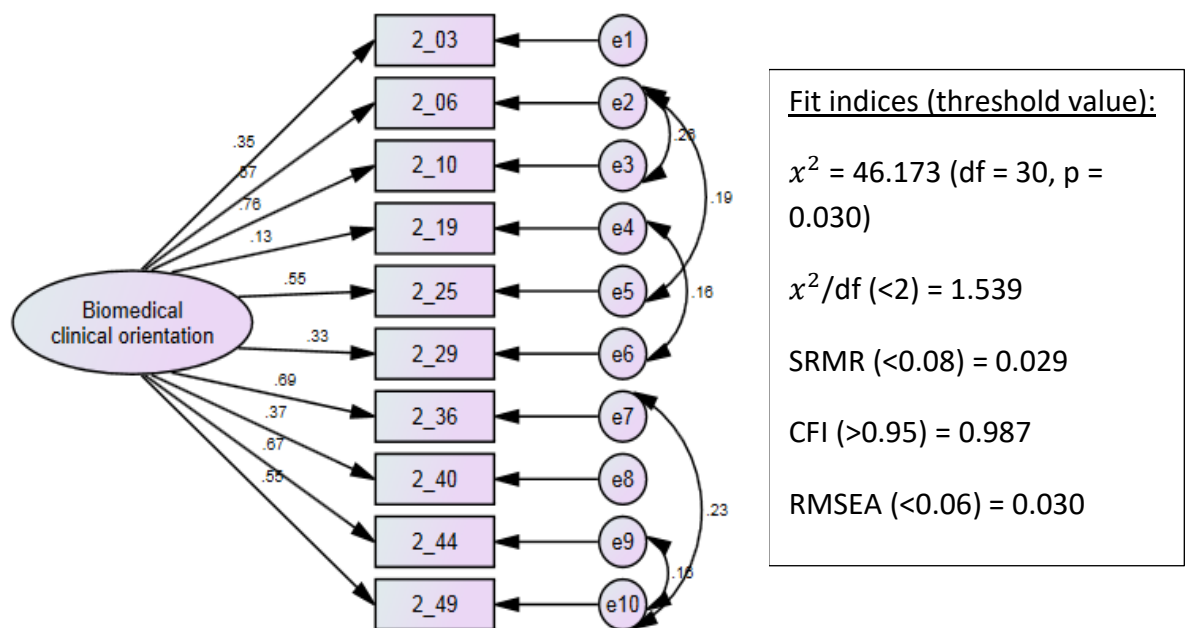 2_03
e1
2_06
e2
2_10
e3
2_19
e4
2_25
e5
2_29
e6
2_36
e7
2_40
e8
2_44
e9
2_49
e10
Biomedical
clinical orientation
.35
.76
.13
.55
.33
.69
.37
.67
.55
.19
.16
.23
Fit indices (threshold value):
x² = 46.173 (df = 30, p =
0.030)
x²/df (<2) = 1.539
SRMR (<0.08) = 0.029
CFI (>0.95) = 0.987
RMSEA (<0.06) = 0.030